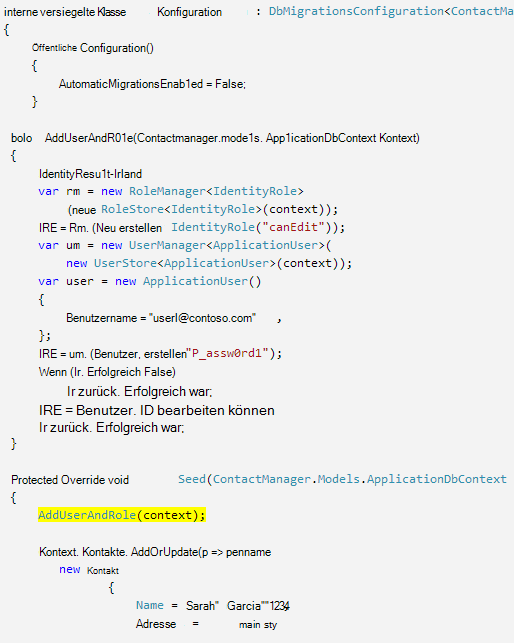 interne versiegelte Klasse Konfiguration : DbMigrationsConfiguration<ContactMa
{
Öffentliche Configuration()
{
AutomaticMigrationsEnab1ed = False;
}
bolo AddUserAndR01e(Contactmanager.mode1s. App1icationDbContext Kontext)
{
IdentityResu1t-Irland
var rm = new RoleManager<IdentityRole>
(neue RoleStore<IdentityRole>(context));
IRE = Rm. (Neu erstellen IdentityRole("canEdit"));
var um = new UserManager<ApplicationUser>(
new UserStore<ApplicationUser>(context));
var user = new ApplicationUser()
{
Benutzername = "userl@contoso.com" ,
};
IRE = um. (Benutzer, erstellen"P_assw0rd1");
Wenn (Ir. Erfolgreich False)
Ir zurück. Erfolgreich war;
IRE = Benutzer. ID bearbeiten können
Ir zurück. Erfolgreich war;
}
Protected Override void Seed(ContactManager.Models.ApplicationDbContext
{
AddUserAndRole(context);
Kontext. Kontakte. AddOrUpdate(p => penname
new Kontakt
{
Name = Sarah" Garcia""1234,
Adresse = main sty